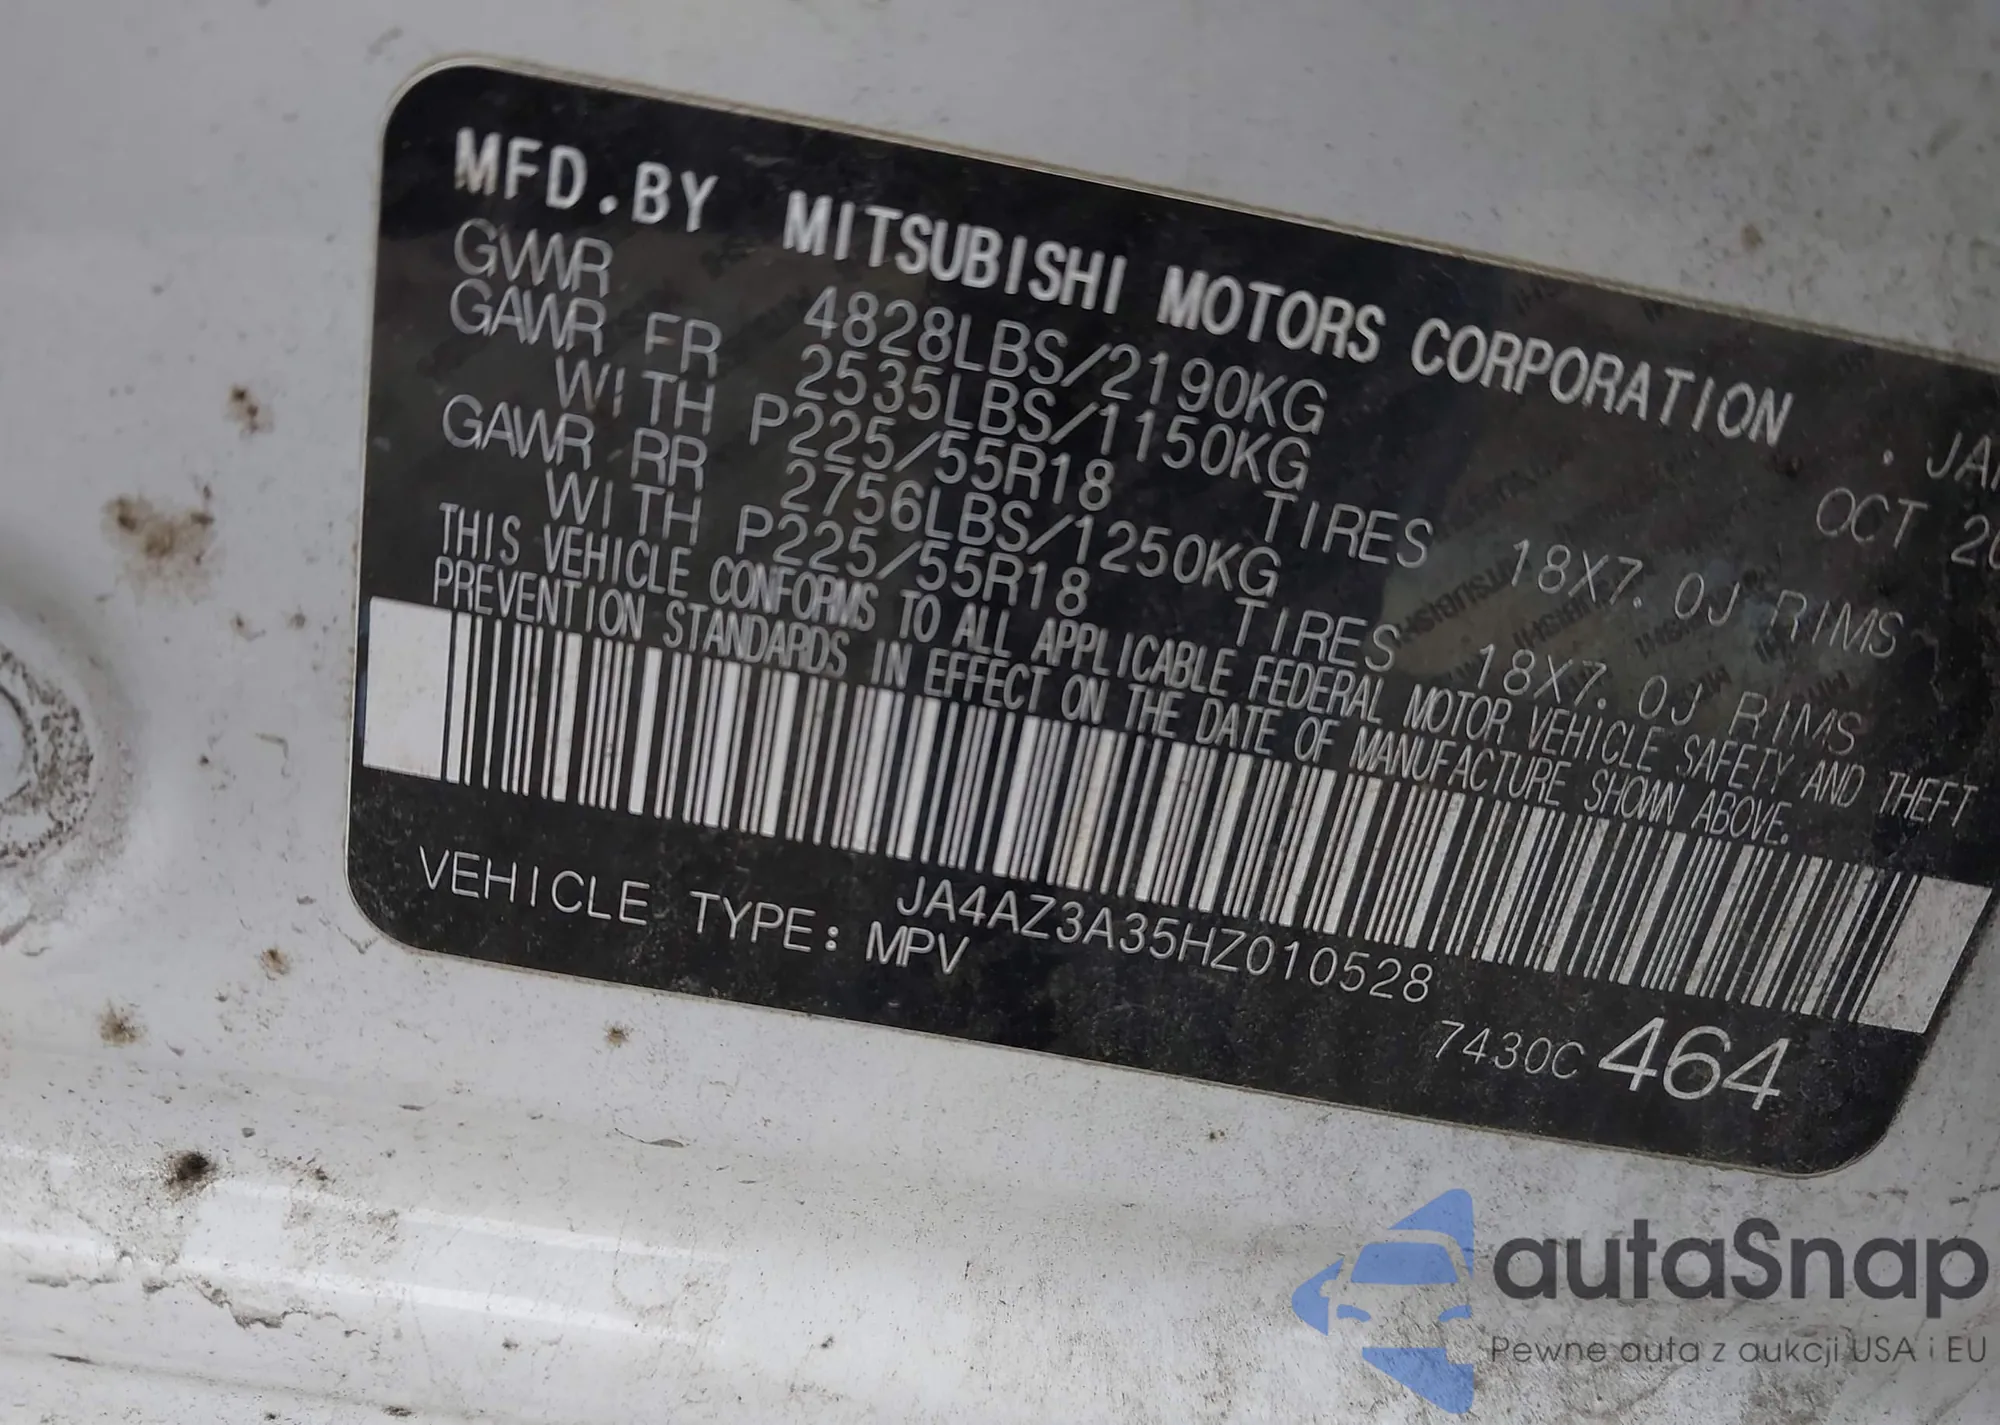 MFD.BY MITSUBISHI MOTORS CORPORATION . JA
GVWR 4828LBS/2190KG OCT 20
GAWR FR 2535LBS/1150KG
WITH P225/55R18 TIRES 18X7.0J RIMS
GAWR RR 2756LBS/1250KG
WITH P225/55R18 TIRES 18X7.0J RIMS
THIS VEHICLE CONFORMS TO ALL APPLICABLE FEDERAL MOTOR VEHICLE SAFETY AND THEFT
PREVENTION STANDARDS IN EFFECT ON THE DATE OF MANUFACTURE SHOWN ABOVE.
JA4AZ3A35HZ010528
VEHICLE TYPE: MPV
7430C 464
autaSnap
Pewne auta z aukcji USA i EU